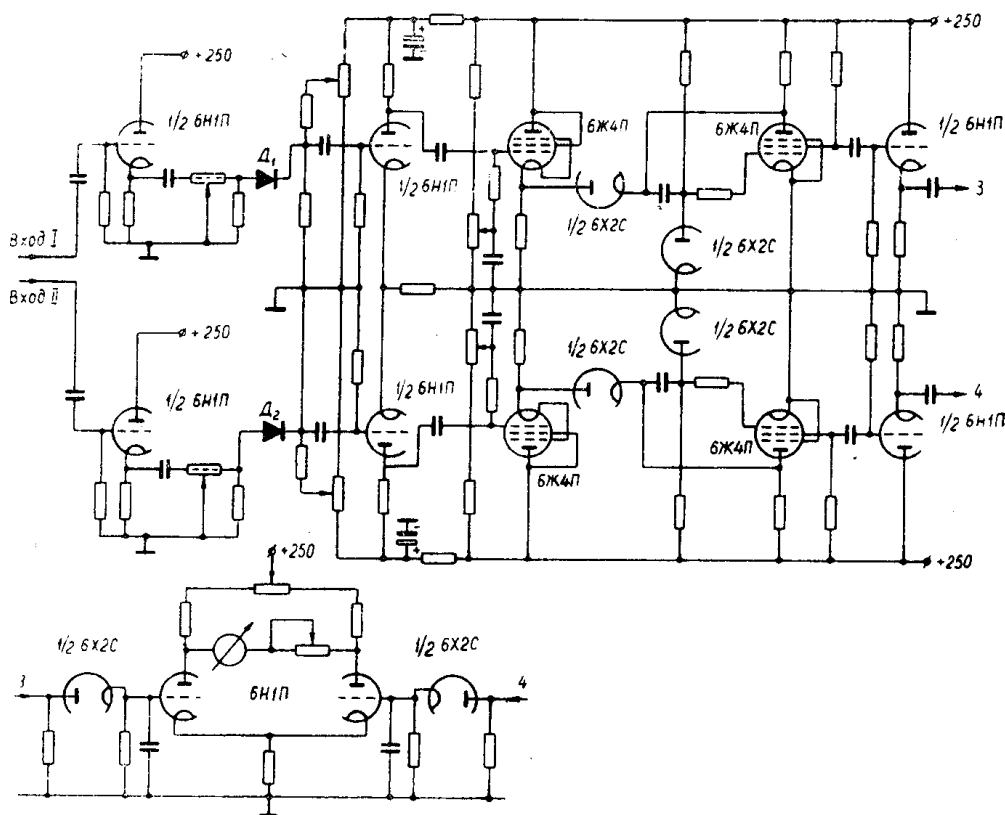 +250
+250
1/2 6Н1П
6Ж4П
6Ж4П
1/2 6Н1П
Д₁
1/2 6Н1П
3
1/2 6Х2С
Вход I
1/2 6Х2С
Вход II
+250
1/2 6Х2С
1/2 6Х2С
1/2 6Н1П
1/2 6Н1П
4
Д₂
1/2 6Н1П
6Ж4П
6Ж4П
+250
+250
1/2 6Х2С
1/2 6Х2С
3
6Н1П
4